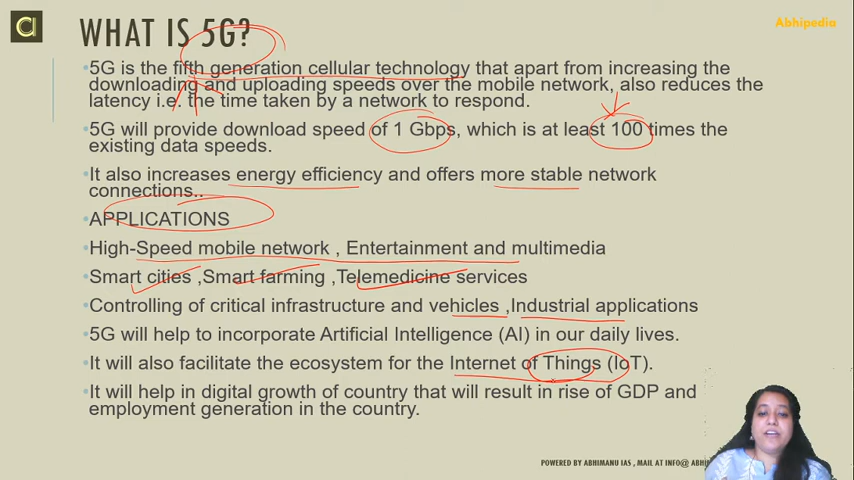 a
Abhipedia
WHAT IS 5G?
•5G is the fifth generation cellular technology that apart from increasing the
downloading and uploading speeds over the mobile network, also reduces the
latency i.e. the time taken by a network to respond.
•5G will provide download speed of 1 Gbps, which is at least 100 times the
existing data speeds.
•It also increases energy efficiency and offers more stable network
connections..
•APPLICATIONS
•High-Speed mobile network , Entertainment and multimedia
•Smart cities ,Smart farming ,Telemedicine services
•Controlling of critical infrastructure and vehicles ,Industrial applications
•5G will help to incorporate Artificial Intelligence (AI) in our daily lives.
•It will also facilitate the ecosystem for the Internet of Things (IoT).
•It will help in digital growth of country that will result in rise of GDP and
employment generation in the country.
POWERED BY ABHIMANU IAS , MAIL AT INFO@ ABHI